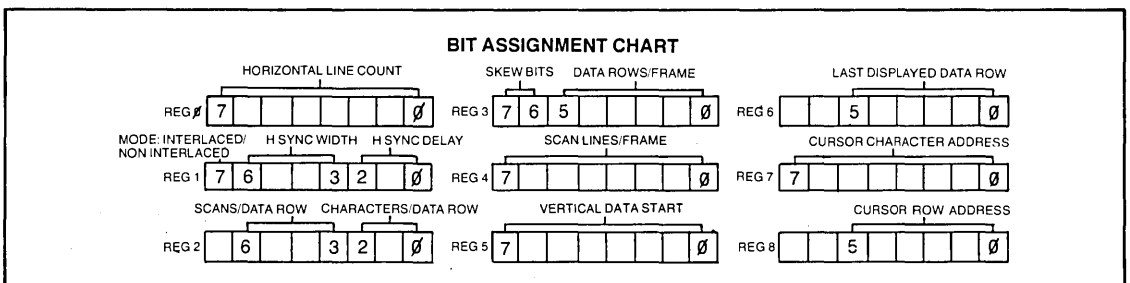 BIT ASSIGNMENT CHART
HORIZONTAL LINE COUNT
REG Ø 7 Ø
MODE: INTERLACED/
NON INTERLACED
H SYNC WIDTH H SYNC DELAY
REG 1 7 6 3 2 Ø
SCANS/DATA ROW CHARACTERS/DATA ROW
REG 2 6 3 2 Ø
SKEW BITS DATA ROWS/FRAME
REG 3 7 6 5 Ø
SCAN LINES/FRAME
REG 4 7 Ø
VERTICAL DATA START
REG 5 7 Ø
LAST DISPLAYED DATA ROW
REG 6 5 Ø
CURSOR CHARACTER ADDRESS
REG 7 7 Ø
CURSOR ROW ADDRESS
REG 8 5 Ø